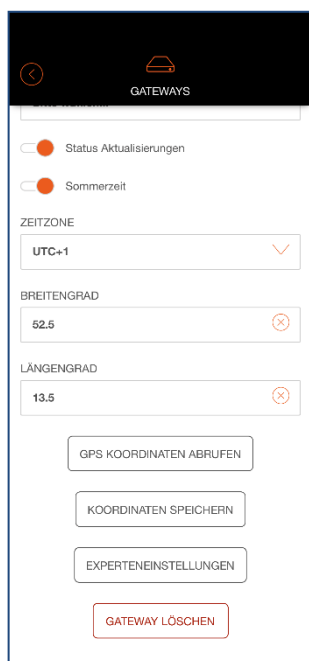 GATEWAYS
Status Aktualisierungen
Sommerzeit
ZEITZONE
UTC+1
BREITENGRAD
52.5
LÄNGENGRAD
13.5
GPS KOORDINATEN ABRUFEN
KOORDINATEN SPEICHERN
EXPERTENEINSTELLUNGEN
GATEWAY LÖSCHEN